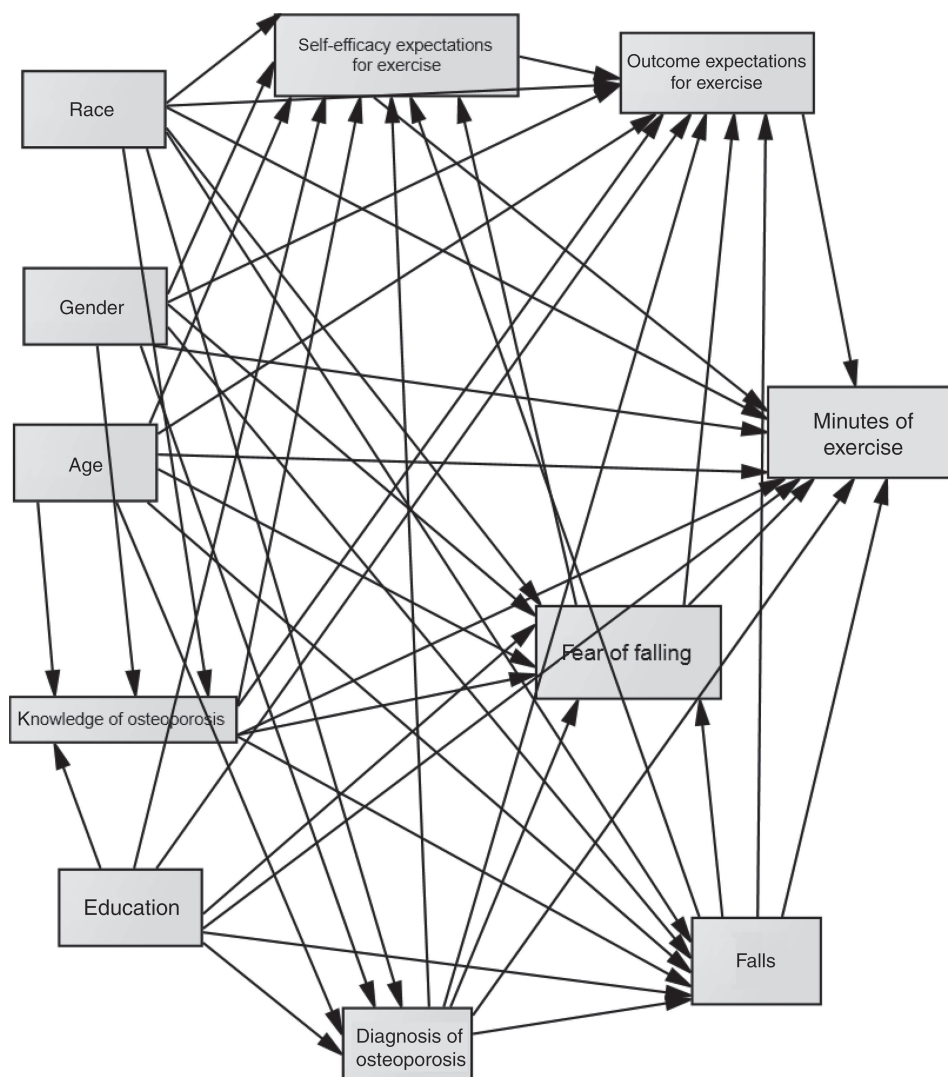 Self-efficacy expectations
for exercise
Outcome expectations
for exercise
Race
Gender
Minutes of
exercise
Age
Fear of falling
Knowledge of osteoporosis
Education
Falls
Diagnosis of
osteoporosis